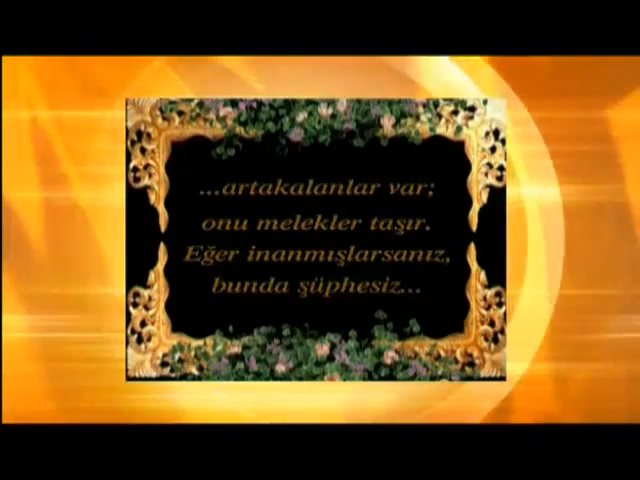 ...artakalanlar var;
onu melekler taşır.
Eğer inanmışlarsanız,
bunda şüphesiz...